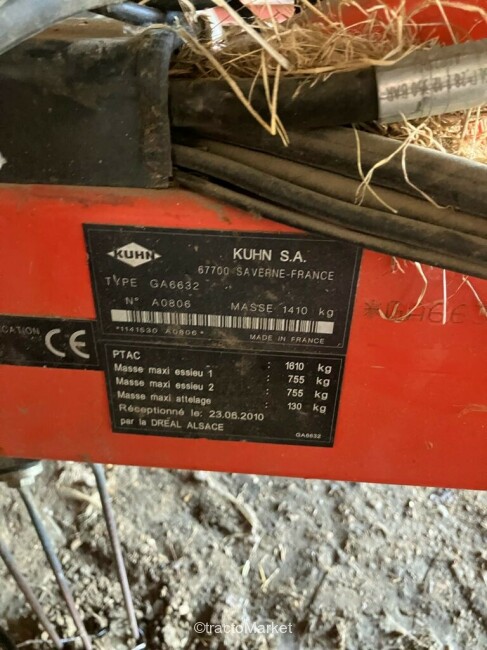 KUHN
KUHN S.A.
67700 SAVERNE-FRANCE
TYPE GA6632
N° A0806 MASSE 1410 kg
*1141530 A0806*
MADE IN FRANCE
CATION CE
PTAC : 1610 kg
Masse maxi essieu 1 : 755 kg
Masse maxi essieu 2 : 755 kg
Masse maxi attelage : 130 kg
Réceptionné le: 23.06.2010
par la DREAL ALSACE
GA6632
©tractoMarket